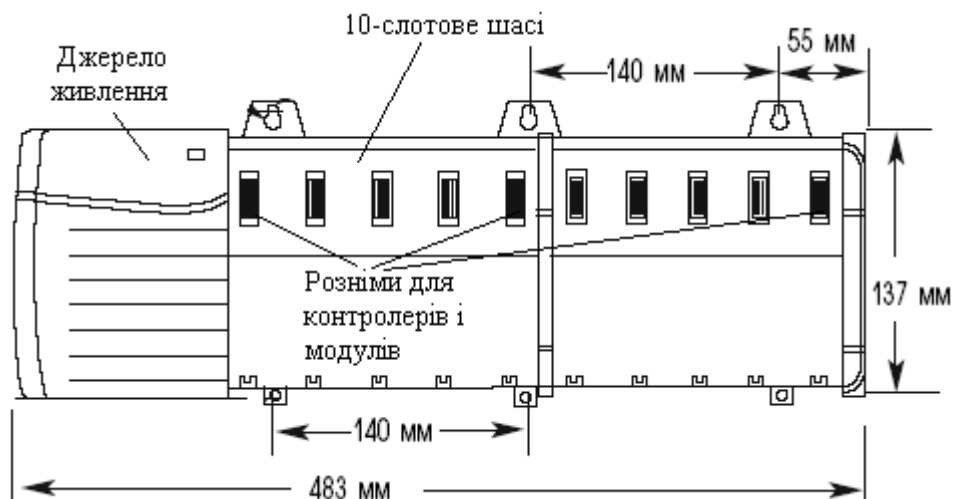 10-слотове шасі
55 мм
140 мм
Джерело
живлення
Розніми для
контролерів і
модулів
137 мм
140 мм
483 мм